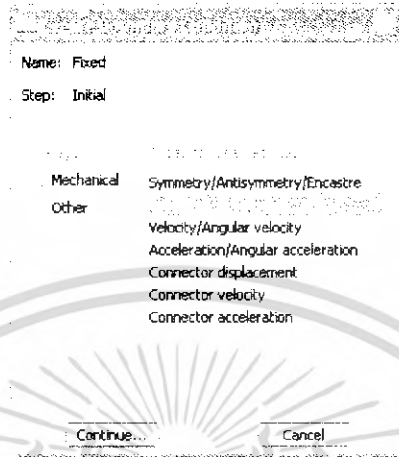 Name: Fixed
Step: Initial
Mechanical
Symmetry/Antisymmetry/Encastre
Other
Velocity/Angular velocity
Acceleration/Angular acceleration
Connector displacement
Connector velocity
Connector acceleration
Continue...
Cancel